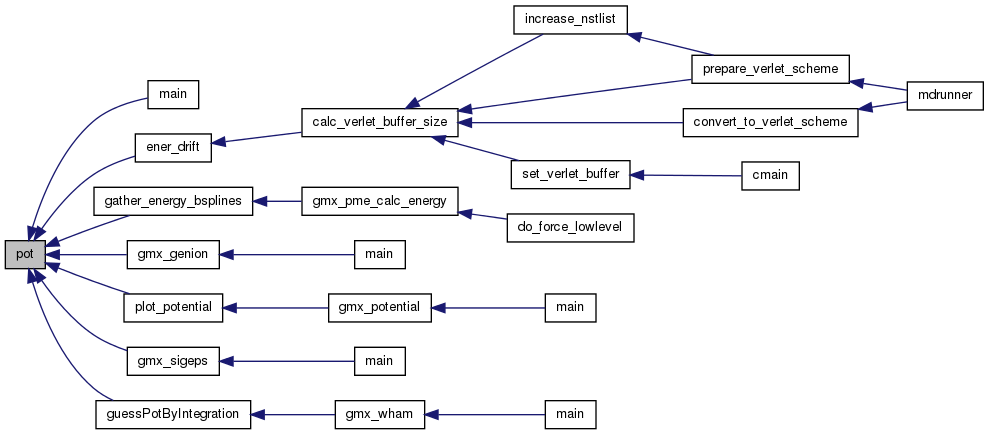 increase_nstlist
prepare_verlet_scheme
main
mdrunner
calc_verlet_buffer_size
convert_to_verlet_scheme
ener_drift
set_verlet_buffer
cmain
gather_energy_bsplines
gmx_pme_calc_energy
do_force_lowlevel
pot
gmx_genion
main
plot_potential
gmx_potential
main
gmx_sigeps
main
guessPotByIntegration
gmx_wham
main